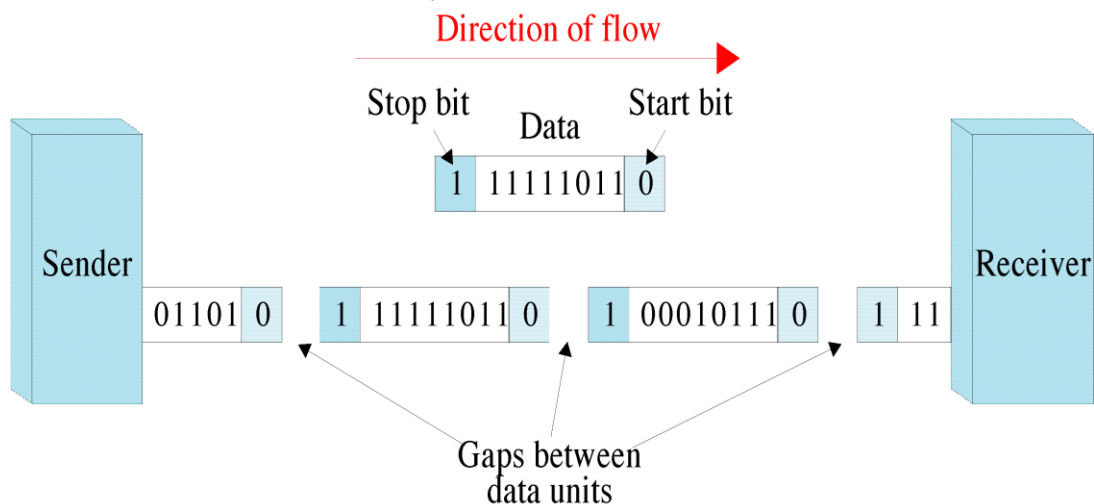 Direction of flow
Stop bit
Start bit
Data
1 11111011 0
Sender
Receiver
01101 0
1 11111011 0
1 00010111 0
1 11
Gaps between
data units